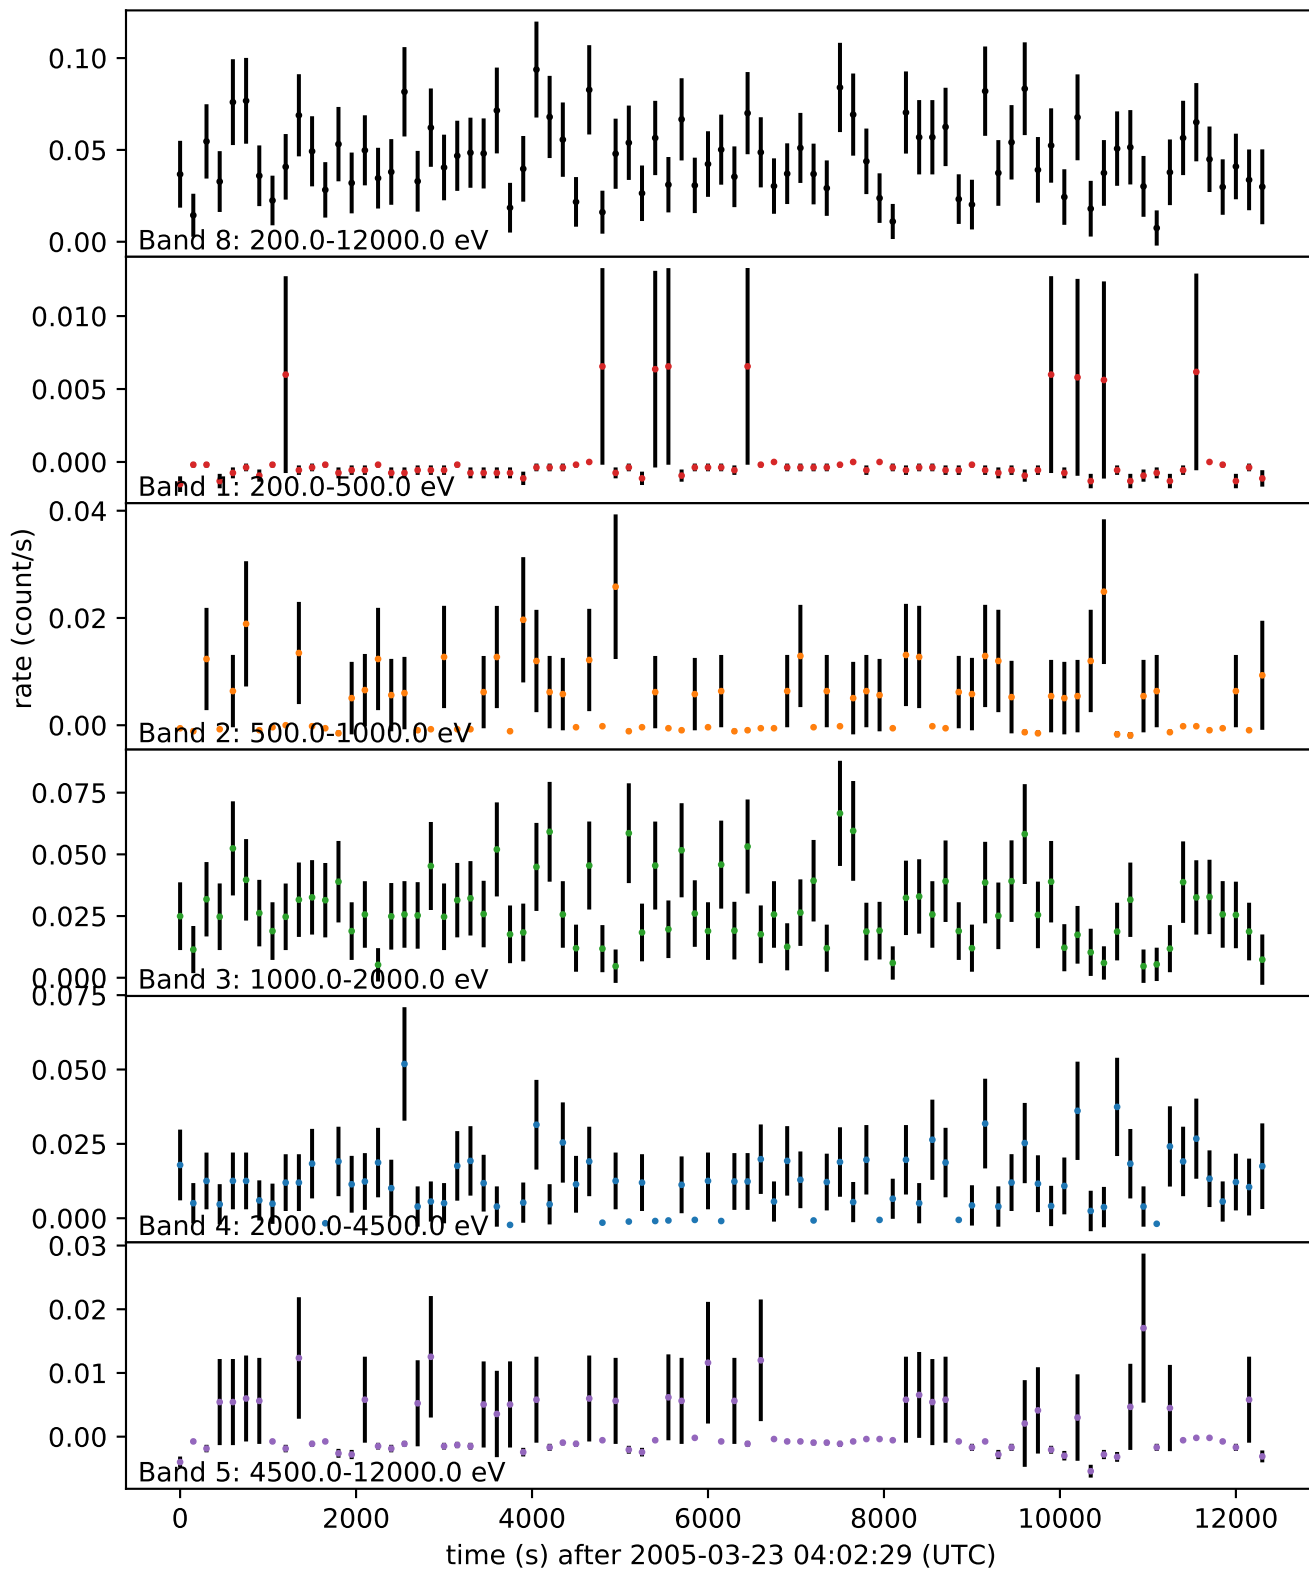 0.10
0.05
0.00
Band 8: 200.0-12000.0 eV
0.010
0.005
0.000
Band 1: 200.0-500.0 eV
rate (count/s)
0.04
0.02
0.00
Band 2: 500.0-1000.0 eV
0.075
0.050
0.025
0.000
Band 3: 1000.0-2000.0 eV
0.075
0.050
0.025
0.000
Band 4: 2000.0-4500.0 eV
0.03
0.02
0.01
0.00
Band 5: 4500.0-12000.0 eV
0 2000 4000 6000 8000 10000 12000
time (s) after 2005-03-23 04:02:29 (UTC)